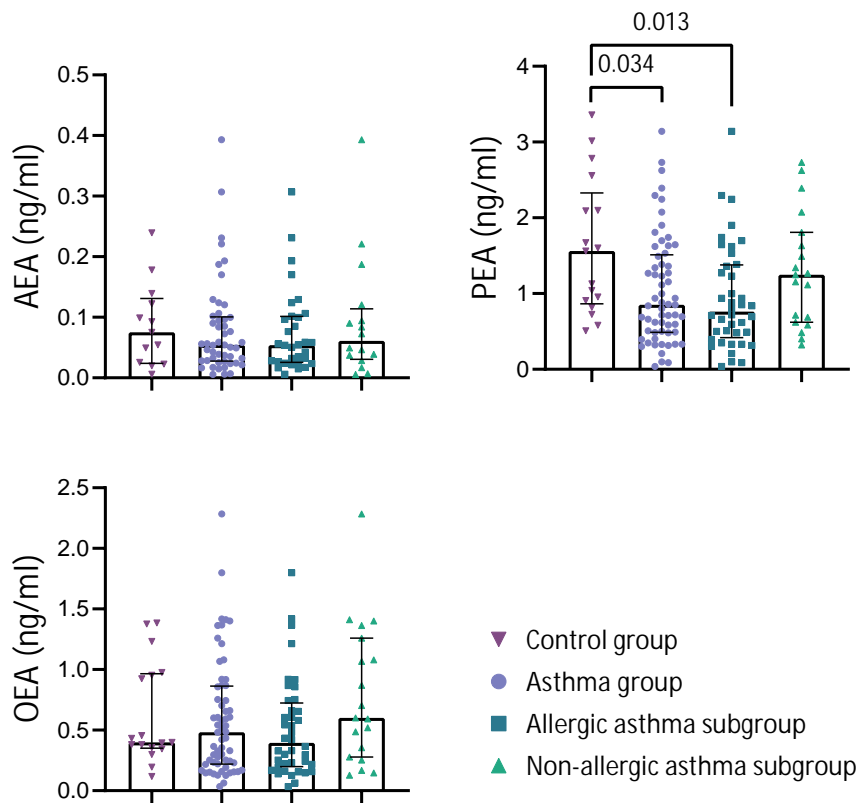 0.013
0.034
AEA (ng/ml)
0.5
0.4
0.3
0.2
0.1
0.0
PEA (ng/ml)
4
3
2
1
0
OEA (ng/ml)
2.5
2.0
1.5
1.0
0.5
0.0
Control group
Asthma group
Allergic asthma subgroup
Non-allergic asthma subgroup